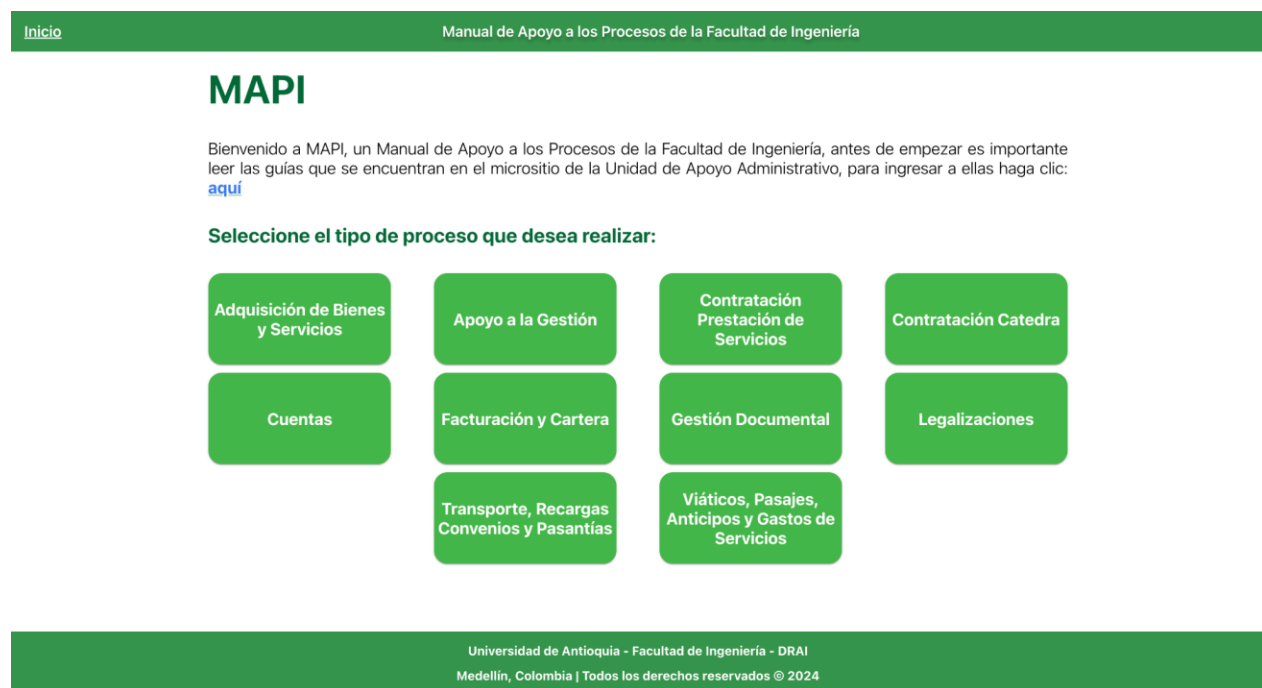 Inicio
Manual de Apoyo a los Procesos de la Facultad de Ingeniería
MAPI
Bienvenido a MAPI, un Manual de Apoyo a los Procesos de la Facultad de Ingeniería, antes de empezar es importante
leer las guías que se encuentran en el micrositio de la Unidad de Apoyo Administrativo, para ingresar a ellas haga clic:
aquí
Seleccione el tipo de proceso que desea realizar:
Adquisición de Bienes
y Servicios
Apoyo a la Gestión
Contratación
Prestación de
Servicios
Contratación Catedra
Cuentas
Facturación y Cartera
Gestión Documental
Legalizaciones
Transporte, Recargas
Convenios y Pasantías
Viáticos, Pasajes,
Anticipos y Gastos de
Servicios
Universidad de Antioquia - Facultad de Ingeniería - DRAI
Medellín, Colombia | Todos los derechos reservados © 2024